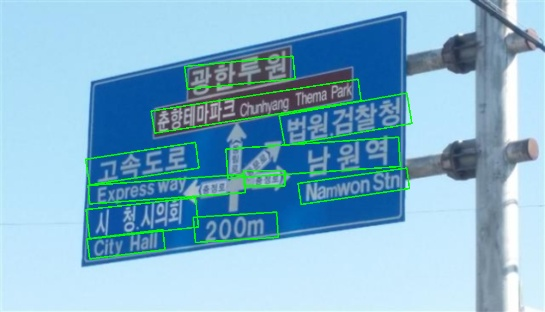 광한루원
춘향테마파크 Chunhyang Thema Park
법원.검찰청
고속도로
Express way
남원역
Namwon Stn
시 청.시의회
City Hall
200m